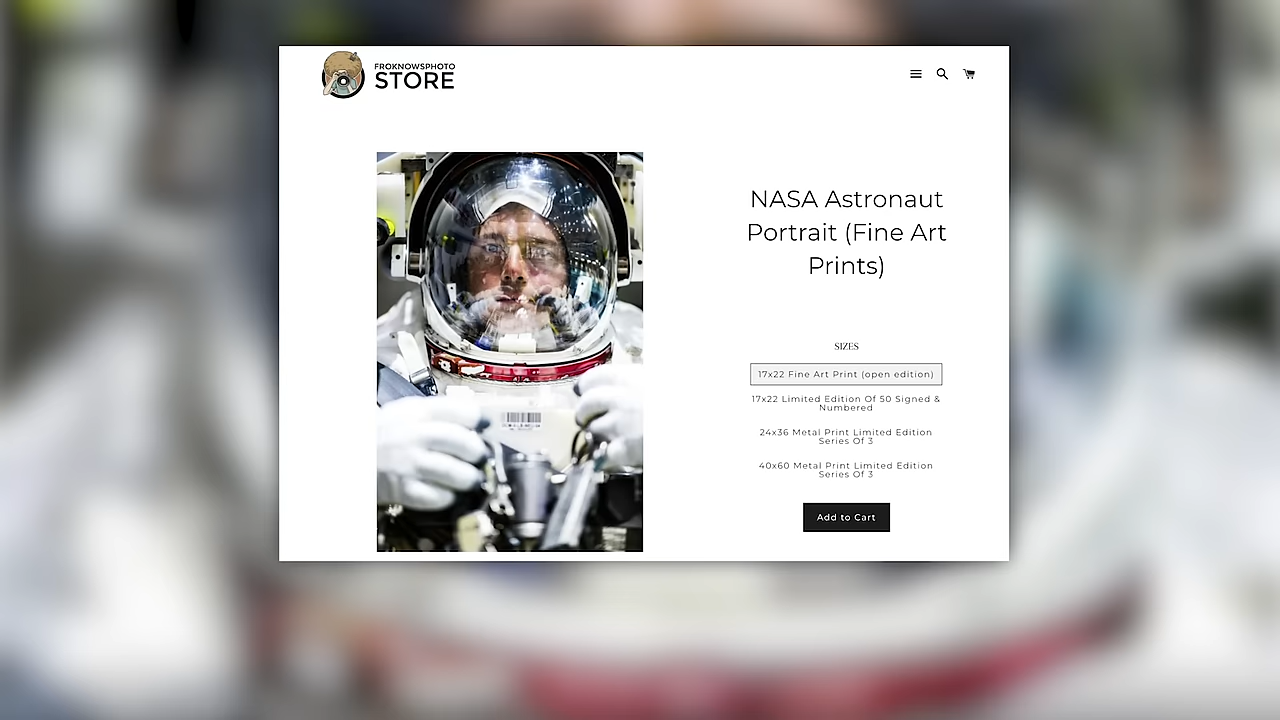 FROKNOWSPHOTO
STORE
NASA Astronaut
Portrait (Fine Art
Prints)
SIZES
17x22 Fine Art Print (open edition)
17x22 Limited Edition Of 50 Signed &
Numbered
24x36 Metal Print Limited Edition
Series Of 3
40x60 Metal Print Limited Edition
Series Of 3
Add to Cart